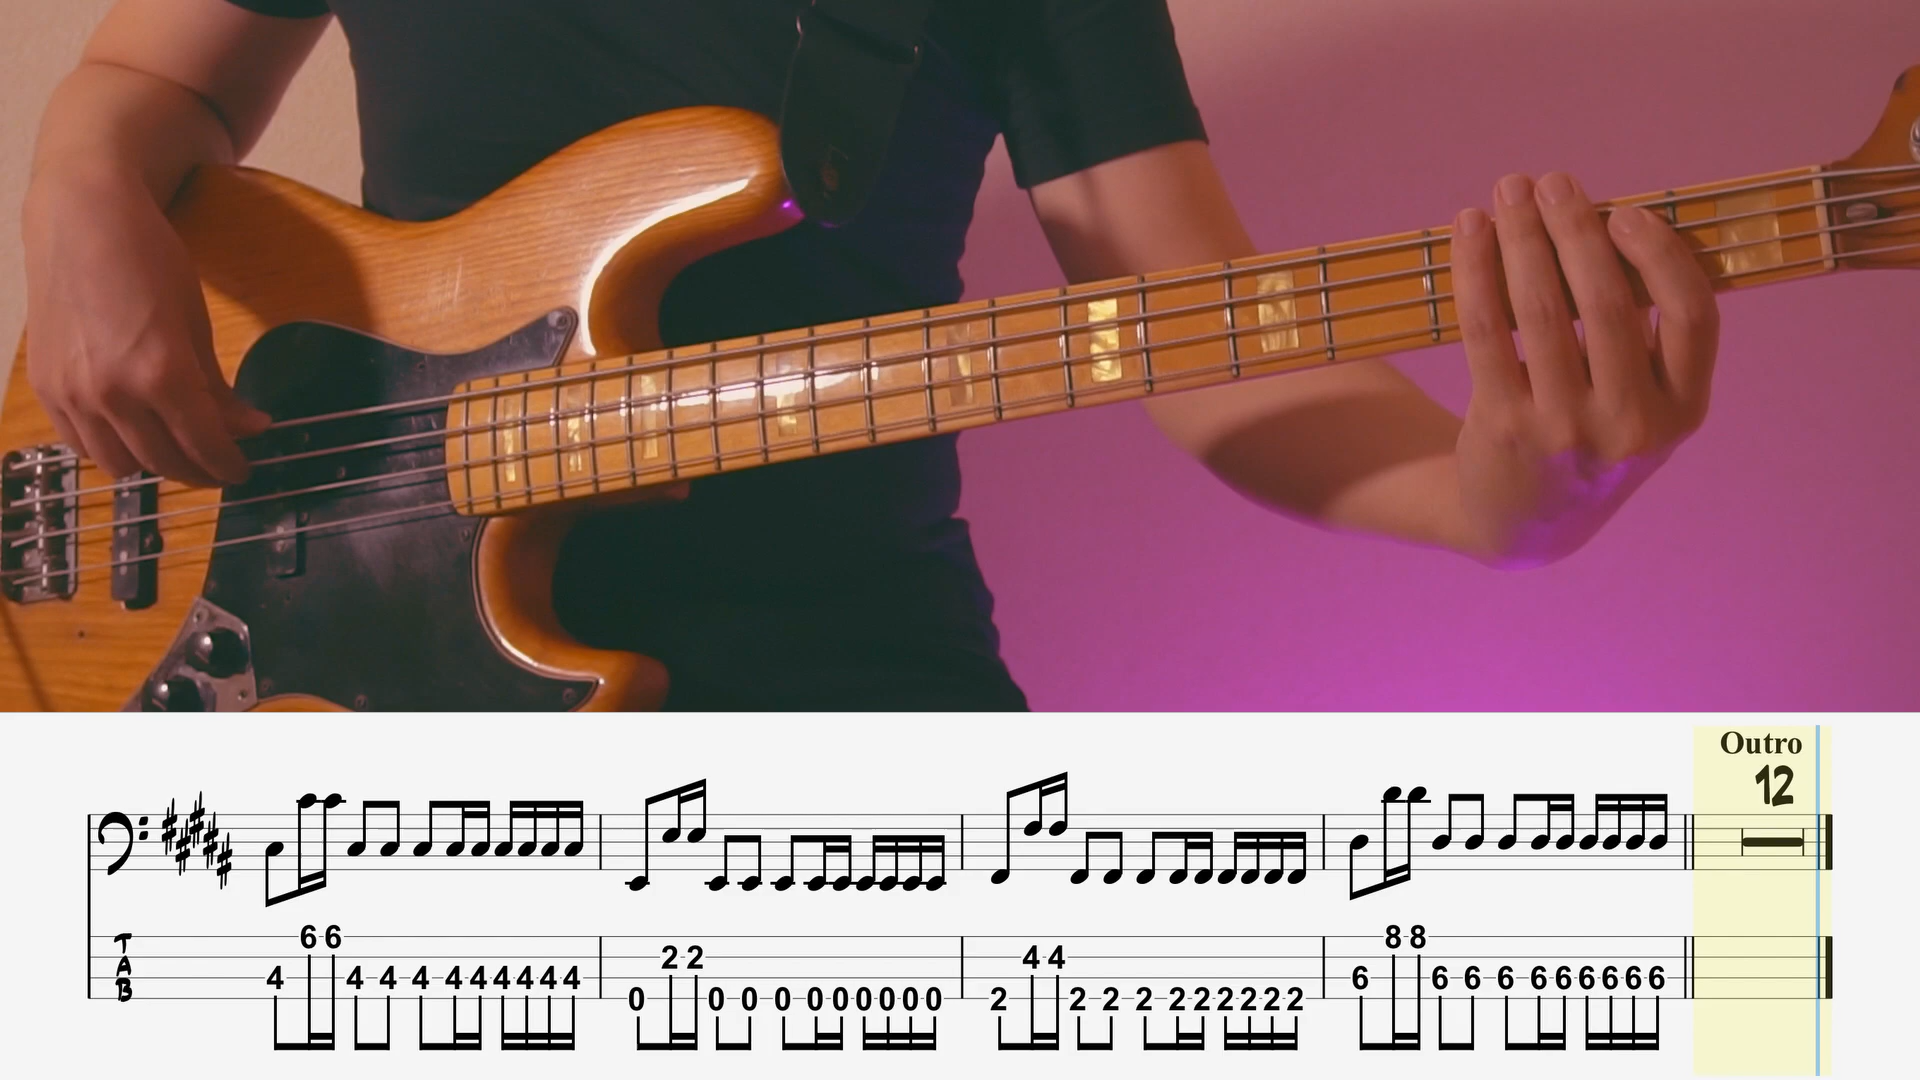 Outro
12
6 6 8 8
T 2 2 4 4
A 4 4 4 4 4 4 4 4 4 4 6 6 6 6 6 6 6 6 6 6
B 0 0 0 0 0 0 0 0 0 0 2 2 2 2 2 2 2 2 2 2